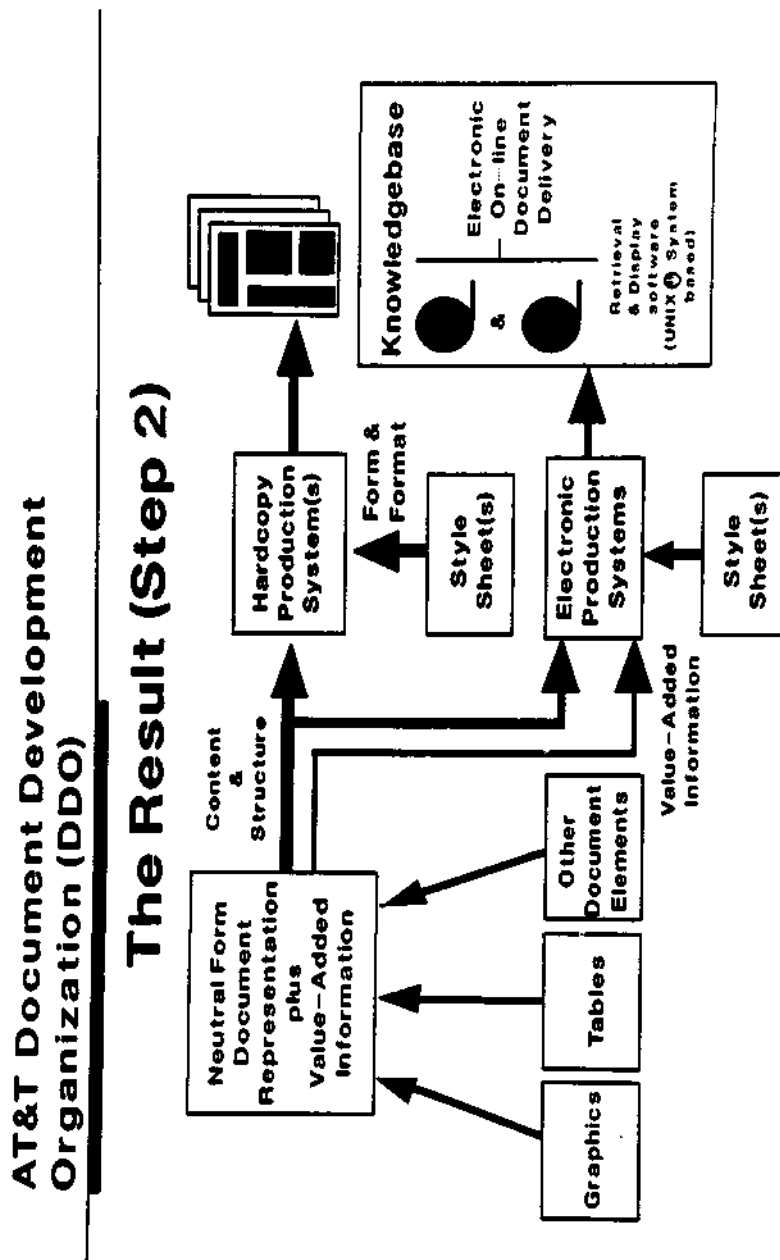 AT&T Document Development
Organization (DDO)
The Result (Step 2)
Neutral Form
Document
Representation
plus
Value-Added
Information
Content
&
Structure
Hardcopy
Production
System(s)
Form &
Format
Style
Sheet(s)
Graphics
Tables
Other
Document
Elements
Value-Added
Information
Electronic
Production
Systems
Style
Sheet(s)
Knowledgebase
&
Electronic
On-line
Document
Delivery
Retrieval
& Display
software
(UNIX® System
based)